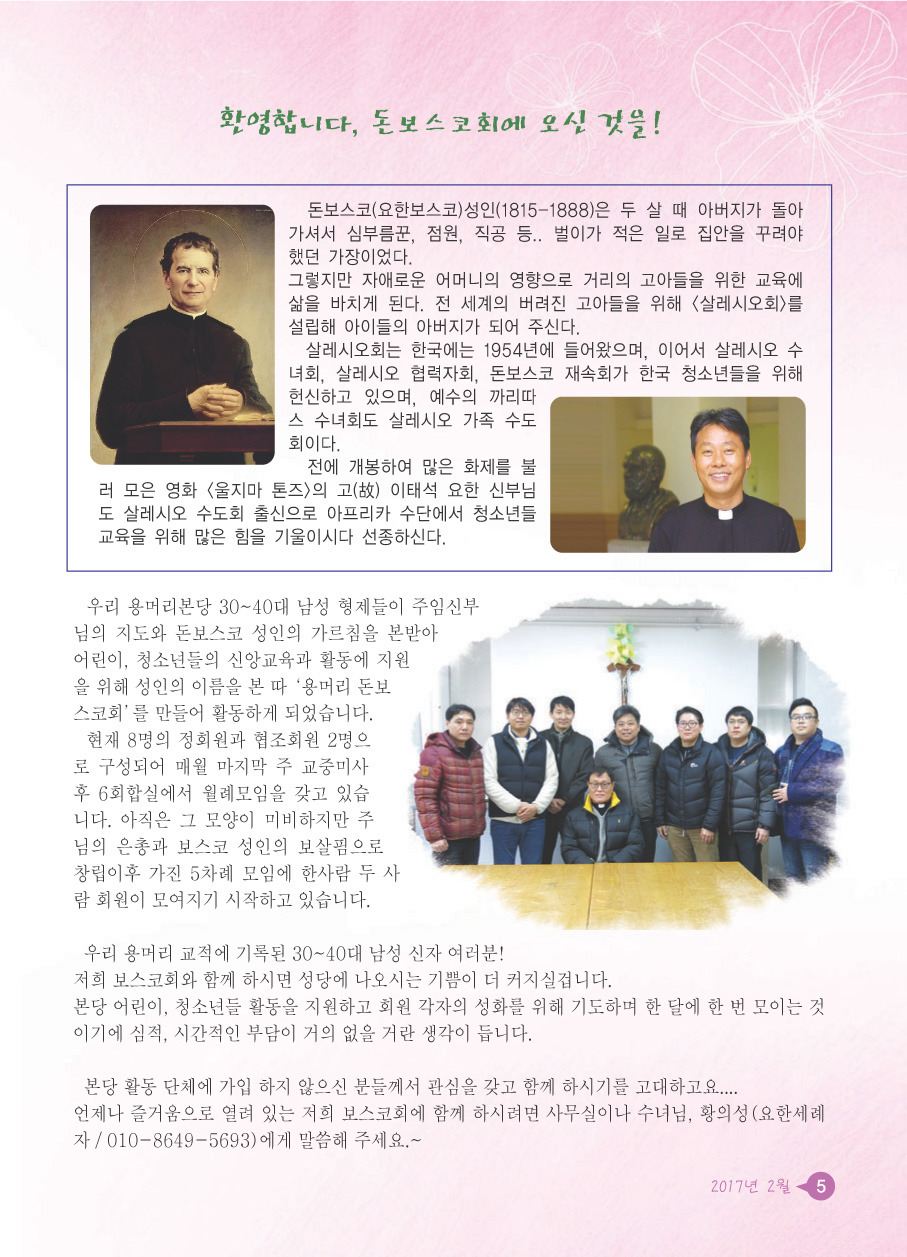 환영합니다, 돈보스코회에 오신 것을!
돈보스코(요한보스코)성인(1815-1888)은 두 살 때 아버지가 돌아
가셔서 심부름꾼, 점원, 직공 등.. 벌이가 적은 일로 집안을 꾸려야
했던 가장이었다.
그렇지만 자애로운 어머니의 영향으로 거리의 고아들을 위한 교육에
삶을 바치게 된다. 전 세계의 버려진 고아들을 위해 〈살레시오회〉를
설립해 아이들의 아버지가 되어 주신다.
살레시오회는 한국에는 1954년에 들어왔으며, 이어서 살레시오 수
녀회, 살레시오 협력자회, 돈보스코 재속회가 한국 청소년들을 위해
헌신하고 있으며, 예수의 까리따
스 수녀회도 살레시오 가족 수도
회이다.
전에 개봉하여 많은 화제를 불
러 모은 영화 〈울지마 톤즈〉의 고(故) 이태석 요한 신부님
도 살레시오 수도회 출신으로 아프리카 수단에서 청소년들
교육을 위해 많은 힘을 기울이시다 선종하신다.
우리 용머리본당 30~40대 남성 형제들이 주임신부
님의 지도와 돈보스코 성인의 가르침을 본받아
어린이, 청소년들의 신앙교육과 활동에 지원
을 위해 성인의 이름을 본 따 ‘용머리 돈보
스코회’를 만들어 활동하게 되었습니다.
현재 8명의 정회원과 협조회원 2명으
로 구성되어 매월 마지막 주 교중미사
후 6회합실에서 월례모임을 갖고 있습
니다. 아직은 그 모양이 미비하지만 주
님의 은총과 보스코 성인의 보살핌으로
창립이후 가진 5차례 모임에 한사람 두 사
람 회원이 모여지기 시작하고 있습니다.
우리 용머리 교적에 기록된 30~40대 남성 신자 여러분!
저희 보스코회와 함께 하시면 성당에 나오시는 기쁨이 더 커지실겁니다.
본당 어린이, 청소년들 활동을 지원하고 회원 각자의 성화를 위해 기도하며 한 달에 한 번 모이는 것
이기에 심적, 시간적인 부담이 거의 없을 거란 생각이 듭니다.
본당 활동 단체에 가입 하지 않으신 분들께서 관심을 갖고 함께 하시기를 고대하고요....
언제나 즐거움으로 열려 있는 저희 보스코회에 함께 하시려면 사무실이나 수녀님, 황의성(요한세례
자 / 010-8649-5693)에게 말씀해 주세요.~
2017년 2월 5